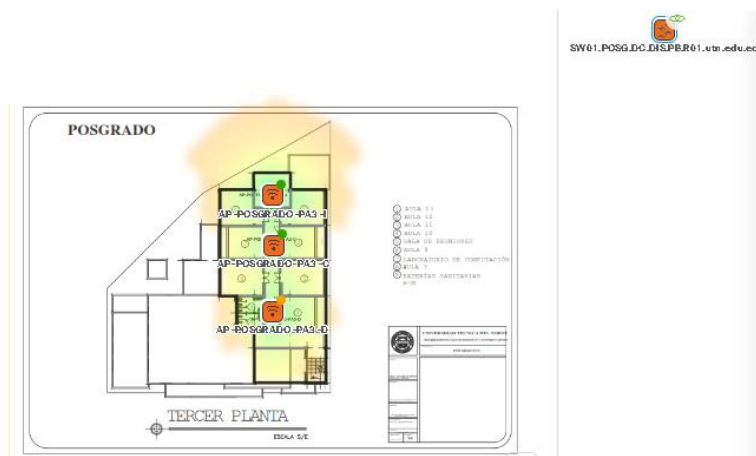 SW01.POSG.DC.DIS.PB.R01.utn.edu.ec
POSGRADO
AP-POSGRADO-PA3-I
AP-POSGRADO-PA3-C
AP-POSGRADO-PA3-D
AULA 13
AULA 12
AULA 11
AULA 10
SALA DE REUNIONES
AULA 8
LABORATORIO DE COMPUTACIÓN
AULA 7
BATERÍAS SANITARIAS
H-M
UNIVERSIDAD TECNICA DEL NORTE
TERCER PLANTA
ESCALA S/E